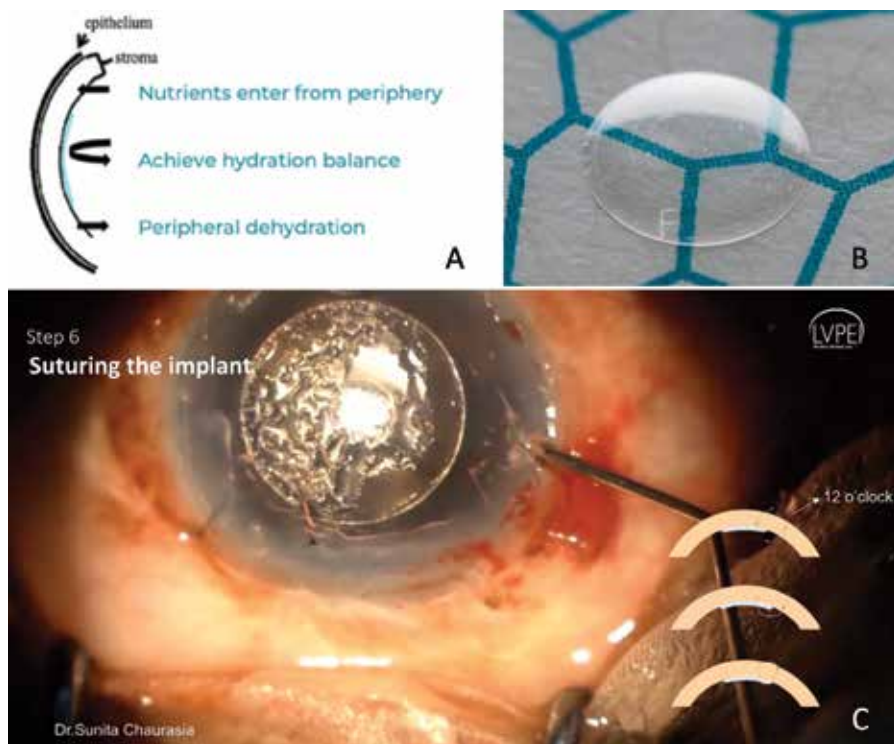 epithelium
stroma
Nutrients enter from periphery
Achieve hydration balance
Peripheral dehydration
A
F
B
Step 6
Suturing the implant
LVPEI
12 o'clock
Dr.Sunita Chaurasia
C